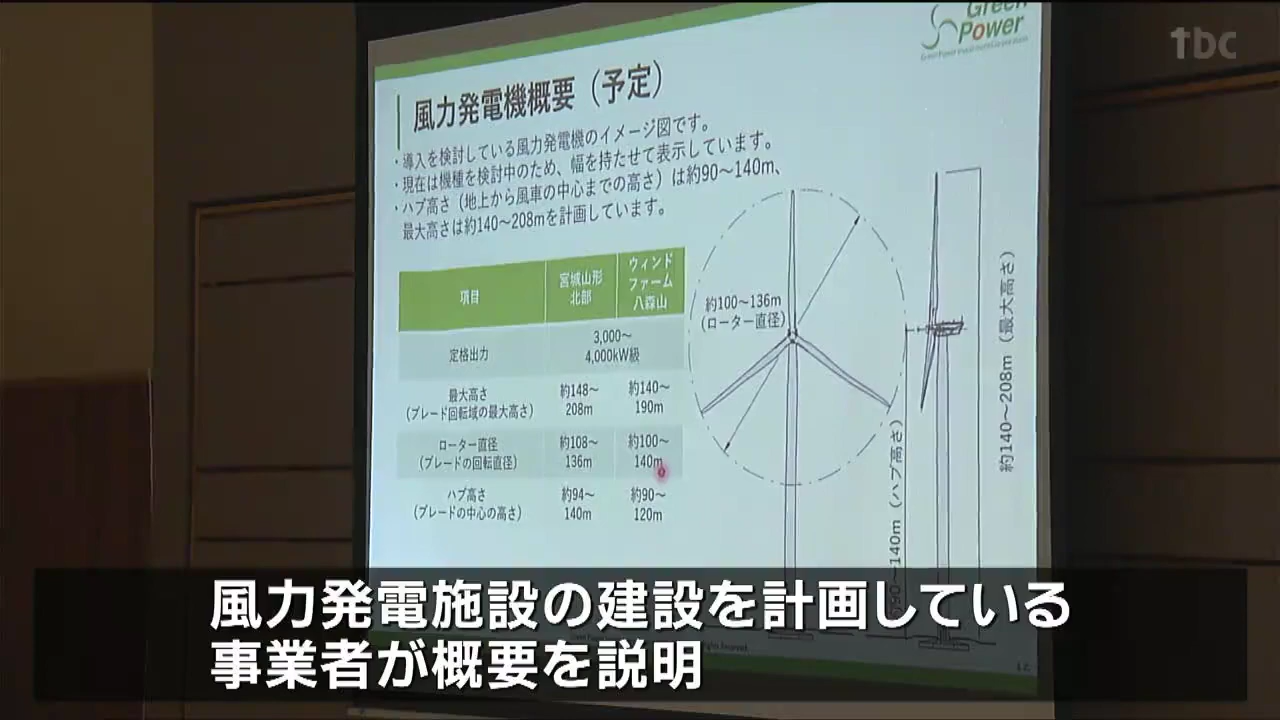 Green
Power
tbc
風力発電機概要（予定）
・導入を検討している風力発電機のイメージ図です。
・現在は機種を検討中のため、幅を持たせて表示しています。
・ハブ高さ（地上から風車の中心までの高さ）は約90～140m、
最大高さは約140～208mを計画しています。
項目
宮城山形
北部
ウィンド
ファーム
八森山
定格出力
3,000～
4,000kW級
最大高さ
（ブレード回転域の最大高さ）
約148～
208m
約140～
190m
ローター直径
（ブレードの回転直径）
約108～
136m
約100～
140m
ハブ高さ
（ブレードの中心の高さ）
約94～
140m
約90～
120m
約100～136m
（ローター直径）
90～140m（ハブ高さ）
約140～208m（最大高さ）
風力発電施設の建設を計画している
事業者が概要を説明